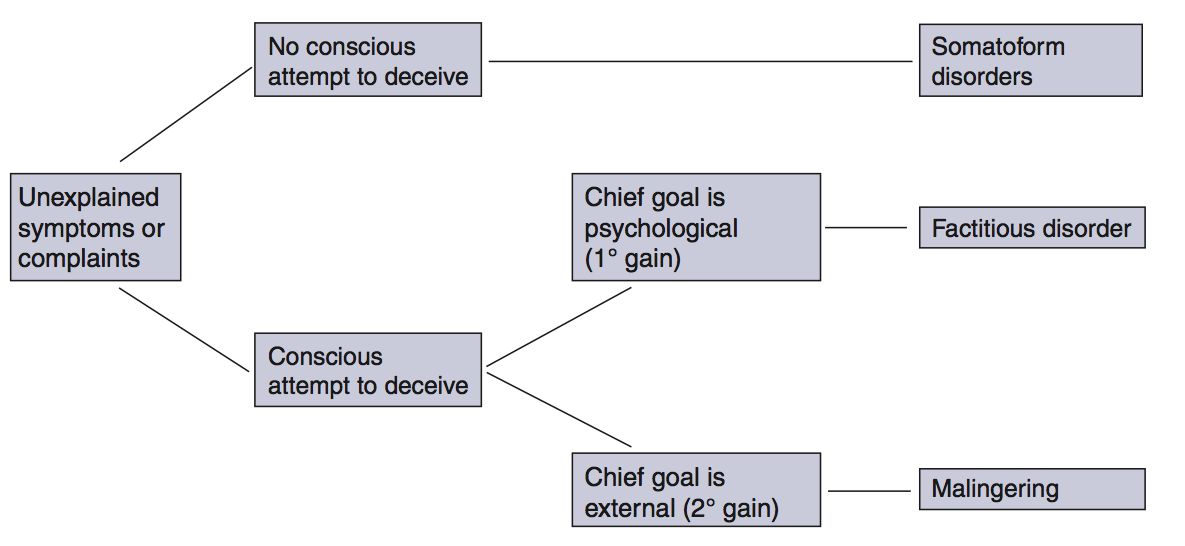 No conscious
attempt to deceive
Somatoform
disorders
Unexplained
symptoms or
complaints
Chief goal is
psychological
(1° gain)
Factitious disorder
Conscious
attempt to deceive
Chief goal is
external (2° gain)
Malingering